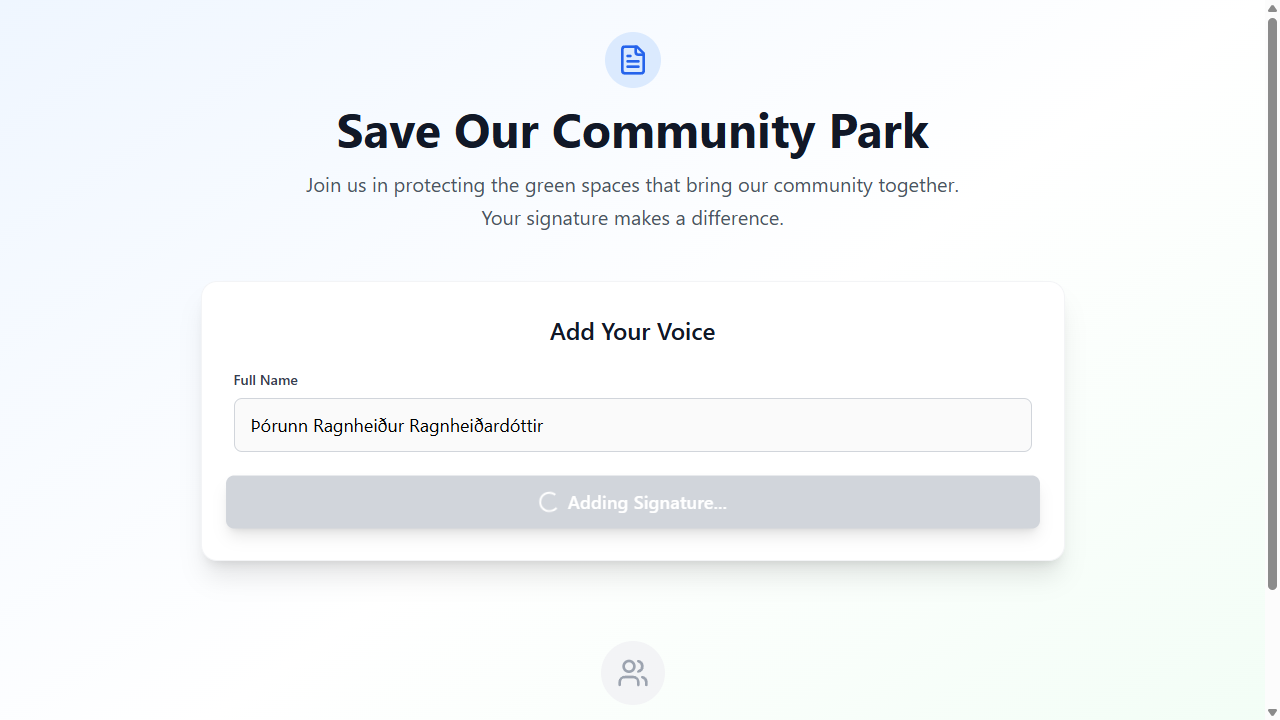 Save Our Community Park
Join us in protecting the green spaces that bring our community together.
Your signature makes a difference.
Add Your Voice
Full Name
Þórunn Ragnheiður Ragnheiðardóttir
Adding Signature...